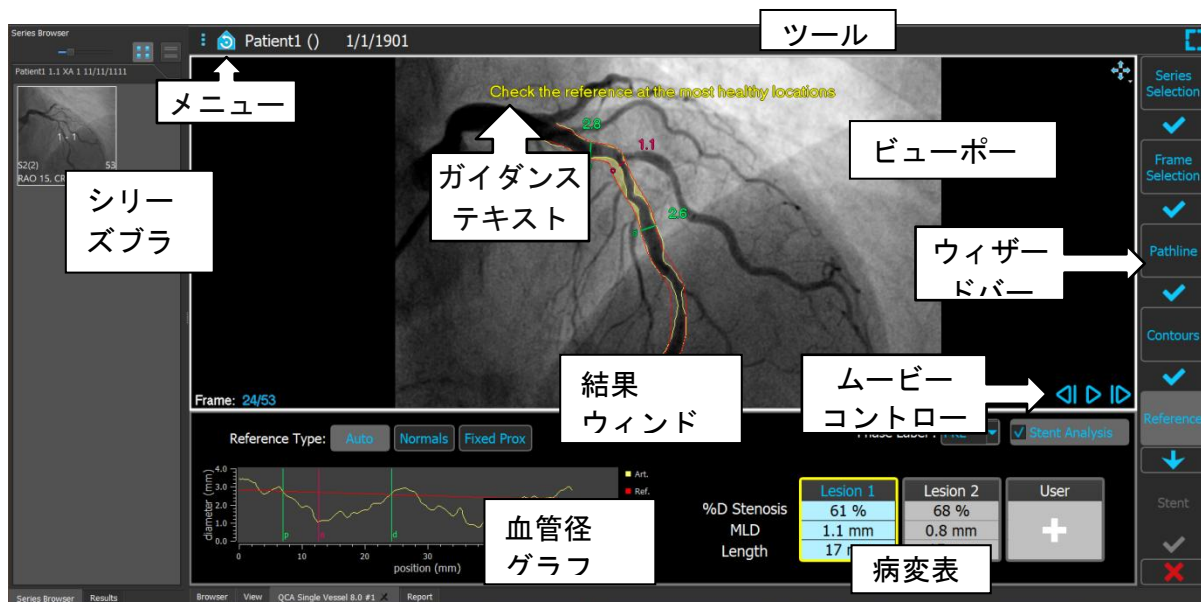 Series Browser
Patient1 () 1/1/1901
ツール
Patient1 1.1 XA 1 11/11/1111
メニュー
Check the reference at the most healthy locations
Series
Selection
1 - 1
S2(2) 53
RAO 15, CR
シリー
ズブラ
ガイダンス
テキスト
2.8
1.1
2.6
ビューポー
Frame
Selection
ウィザー
ドバー
Pathline
Contours
結果
ウィンド
ムービー
コントロー
Frame: 24/53
Reference
Reference Type: Auto Normals Fixed Prox
Stent Analysis
diameter (mm)
4.0
3.0
2.0
1.0
0.0
p
d
0 10 20 30
position (mm)
Art.
Ref.
血管径
グラフ
Lesion 1 Lesion 2 User
%D Stenosis 61 % 68 %
MLD 1.1 mm 0.8 mm
Length 17
病変表
Stent
Series Browser Results
Browser View QCA Single Vessel 8.0 #1 Report